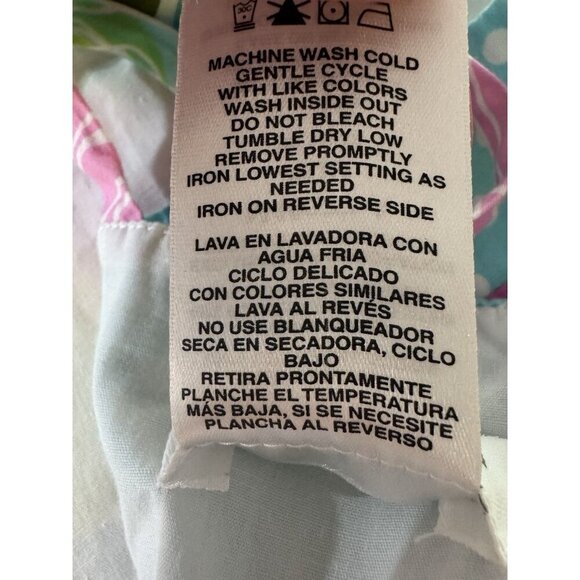 30C
MACHINE WASH COLD
GENTLE CYCLE
WITH LIKE COLORS
WASH INSIDE OUT
DO NOT BLEACH
TUMBLE DRY LOW
REMOVE PROMPTLY
IRON LOWEST SETTING AS
NEEDED
IRON ON REVERSE SIDE
LAVA EN LAVADORA CON
AGUA FRIA
CICLO DELICADO
CON COLORES SIMILARES
LAVA AL REVÉS
NO USE BLANQUEADOR
SECA EN SECADORA, CICLO
BAJO
RETIRA PRONTAMENTE
PLANCHE EL TEMPERATURA
MÁS BAJA, SI SE NECESITE
PLANCHA AL REVERSO